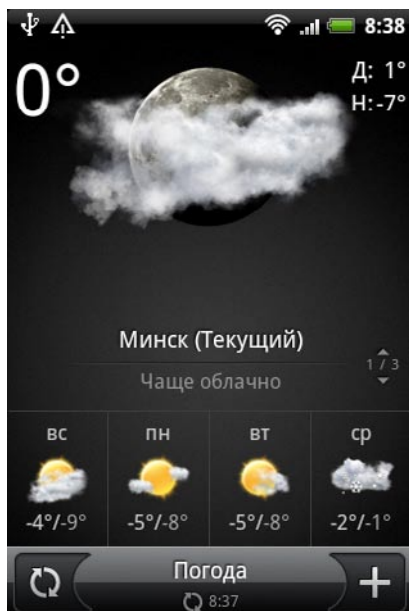 8:38
0°
Д: 1°
Н:-7°
Минск (Текущий)
1 / 3
Чаще облачно
вс пн вт ср
-4°/-9° -5°/-8° -5°/-8° -2°/-1°
Погода
8:37